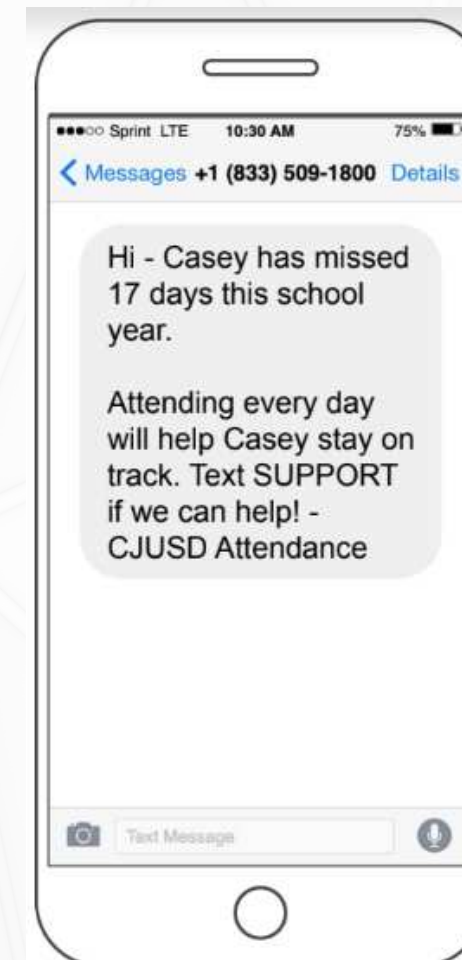 ●●●○○ Sprint LTE 10:30 AM 75%
Messages +1 (833) 509-1800 Details
Hi - Casey has missed
17 days this school
year.
Attending every day
will help Casey stay on
track. Text SUPPORT
if we can help! -
CJUSD Attendance
Text Message